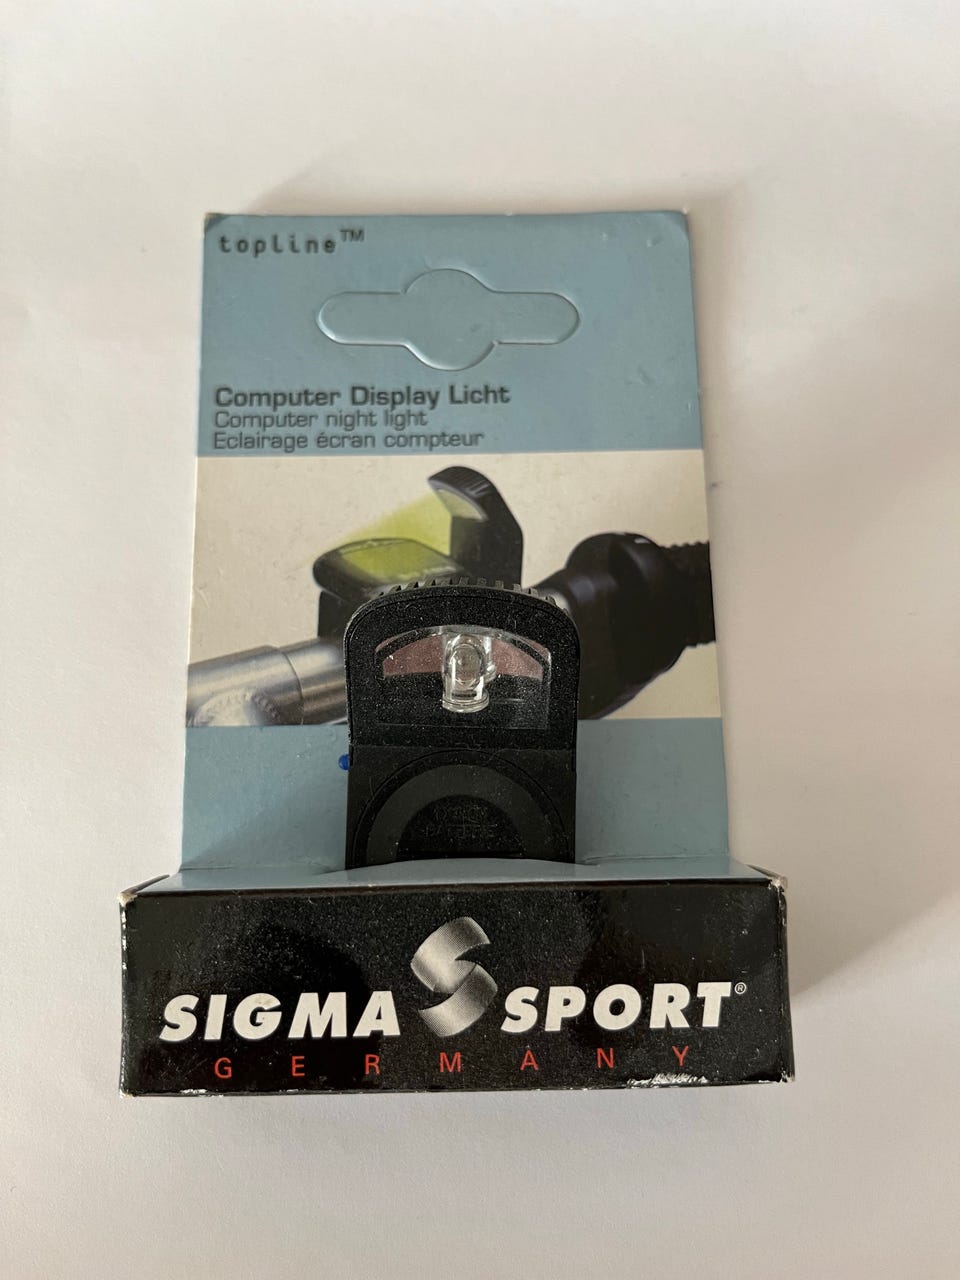 topline™
Computer Display Licht
Computer night light
Eclairage écran compteur
SIGMA SPORT®
GERMANY